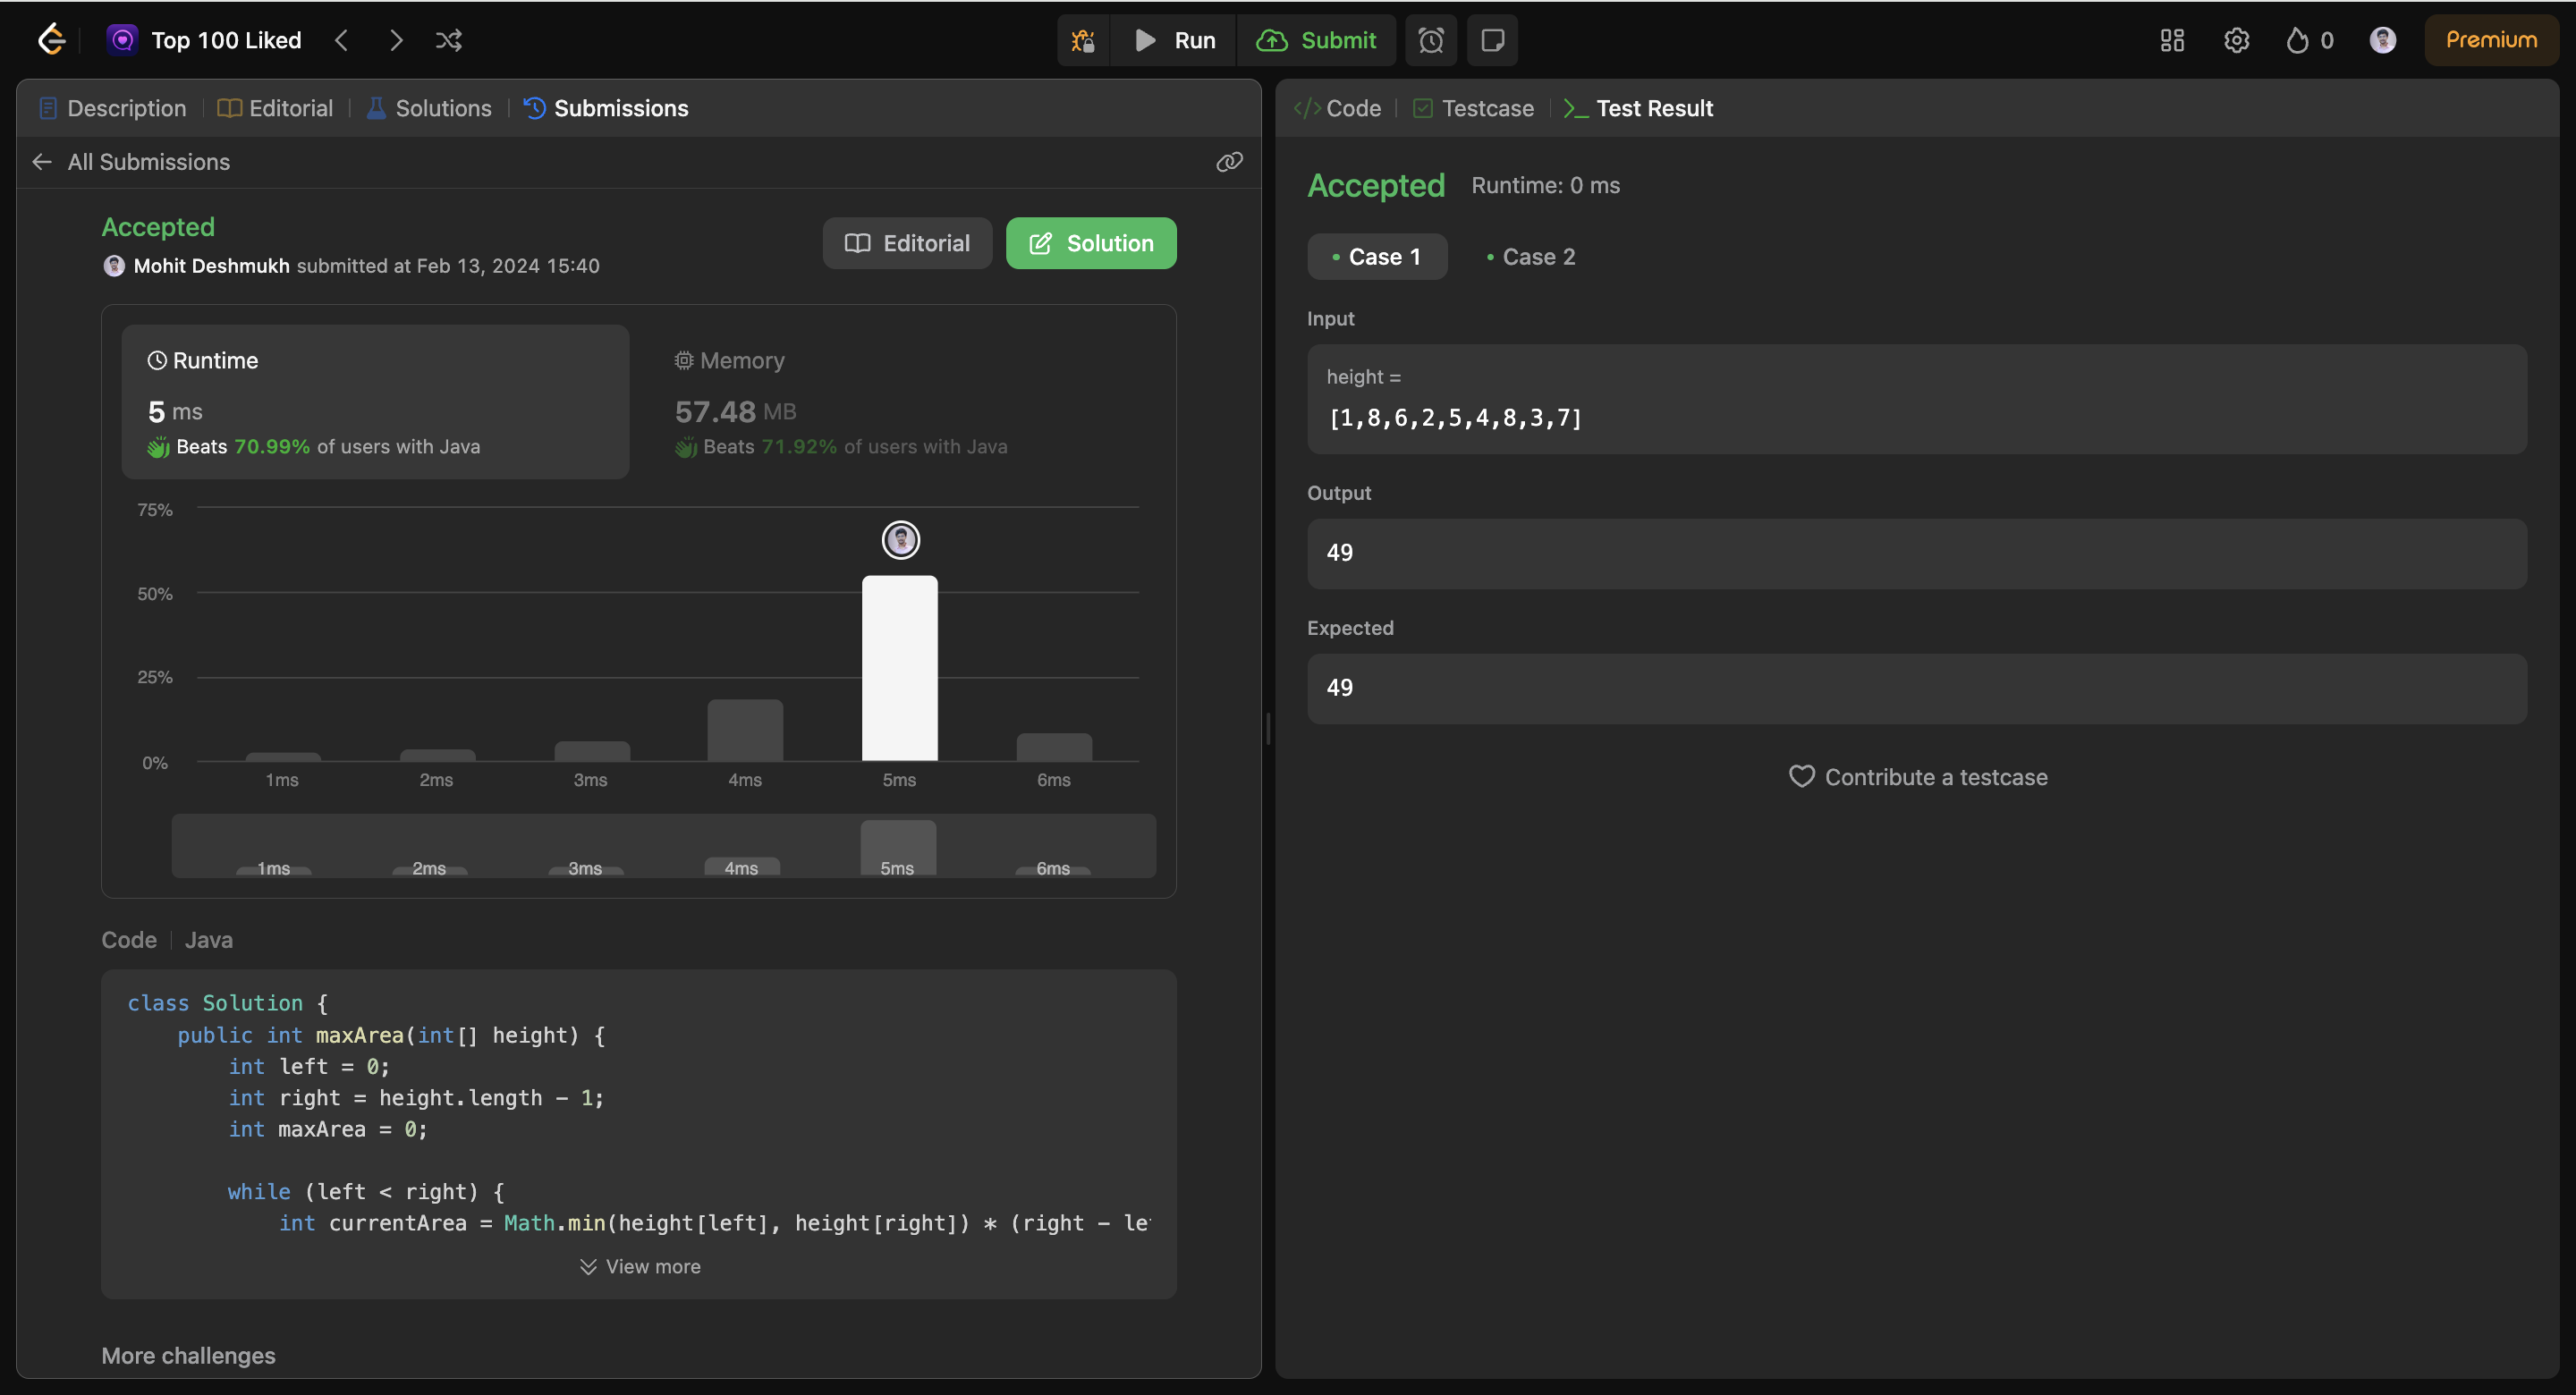 Top 100 Liked
Run
Submit
0
Premium
Description
Editorial
Solutions
Submissions
All Submissions
Accepted
Mohit Deshmukh submitted at Feb 13, 2024 15:40
Editorial
Solution
Runtime
5 ms
Beats 70.99% of users with Java
Memory
57.48 MB
Beats 71.92% of users with Java
75%
50%
25%
0%
1ms 2ms 3ms 4ms 5ms 6ms
1ms 2ms 3ms 4ms 5ms 6ms
Code Java
class Solution {
    public int maxArea(int[] height) {
        int left = 0;
        int right = height.length - 1;
        int maxArea = 0;
        while (left < right) {
            int currentArea = Math.min(height[left], height[right]) * (right - le
View more
More challenges
Code
Testcase
Test Result
Accepted Runtime: 0 ms
Case 1 Case 2
Input
height =
[1,8,6,2,5,4,8,3,7]
Output
49
Expected
49
Contribute a testcase